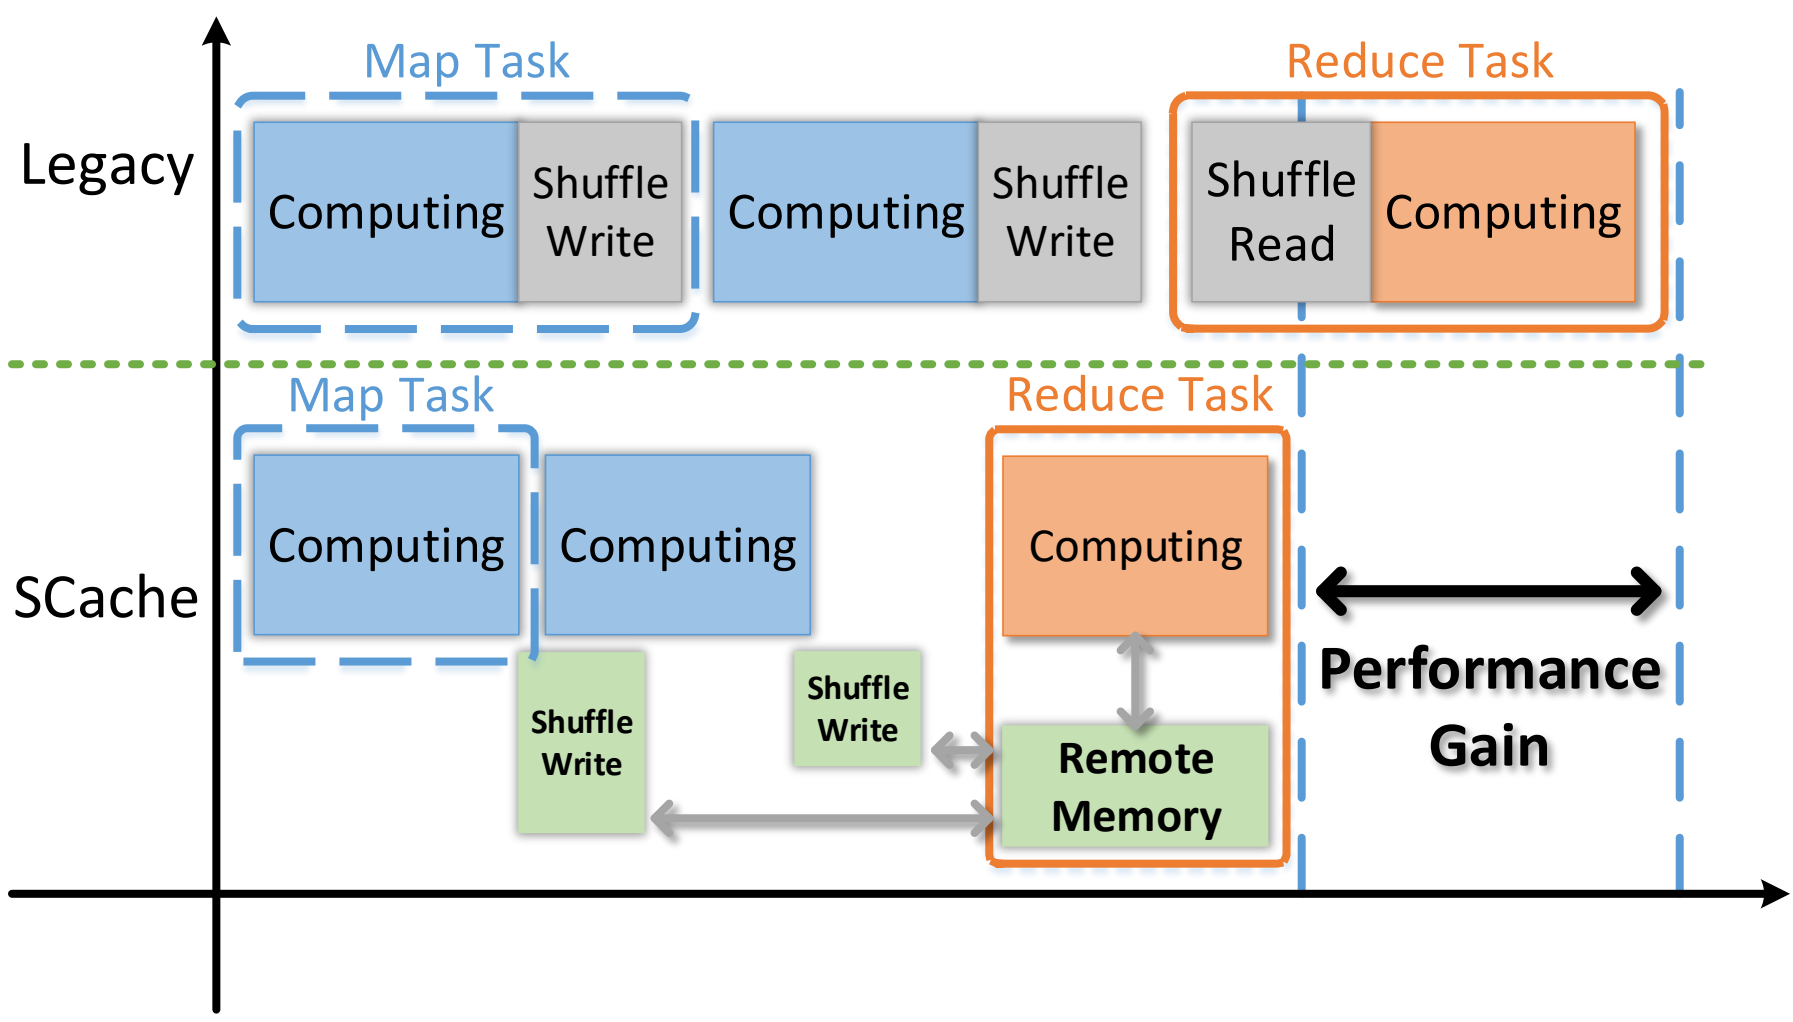 Map Task
Reduce Task
Legacy
Computing
Shuffle
Write
Computing
Shuffle
Write
Shuffle
Read
Computing
Map Task
Reduce Task
SCache
Computing
Computing
Computing
Shuffle
Write
Shuffle
Write
Remote
Memory
Performance
Gain